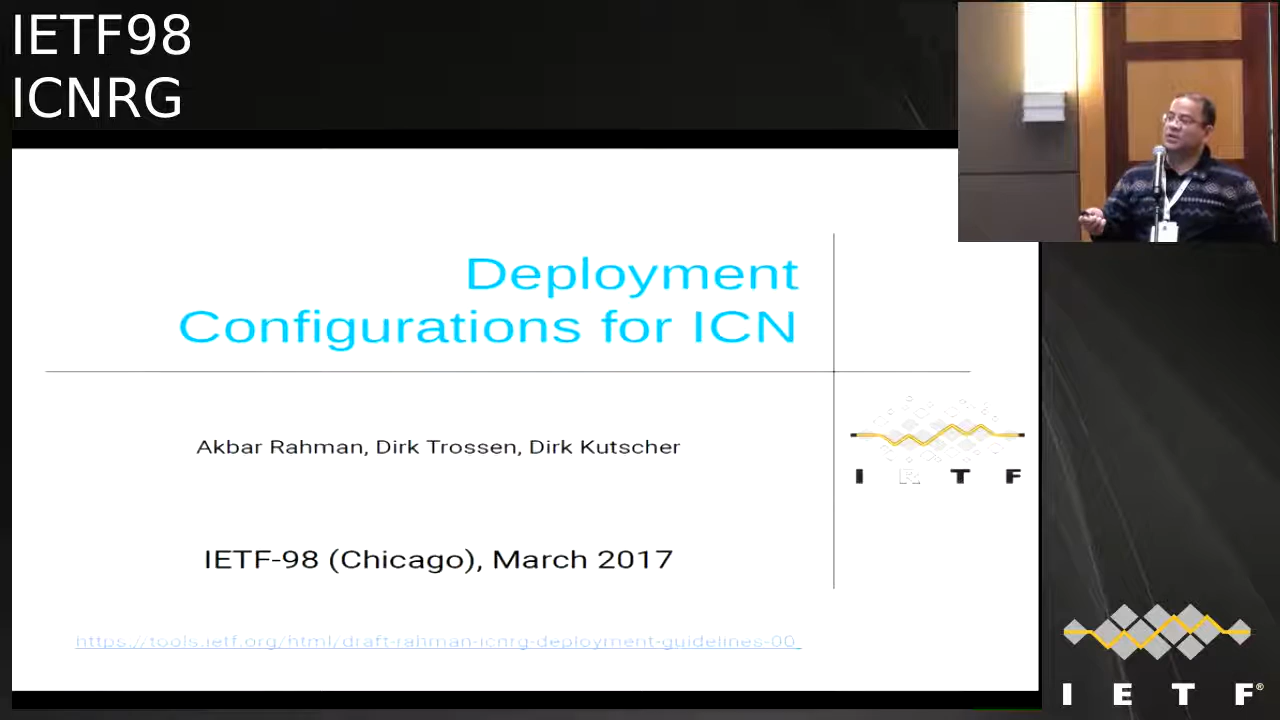 IETF98
ICNRG
Deployment
Configurations for ICN
Akbar Rahman, Dirk Trossen, Dirk Kutscher
I R T F
IETF-98 (Chicago), March 2017
https://tools.ietf.org/html/draft-rahman-icnrg-deployment-guidelines-00
I E T F®